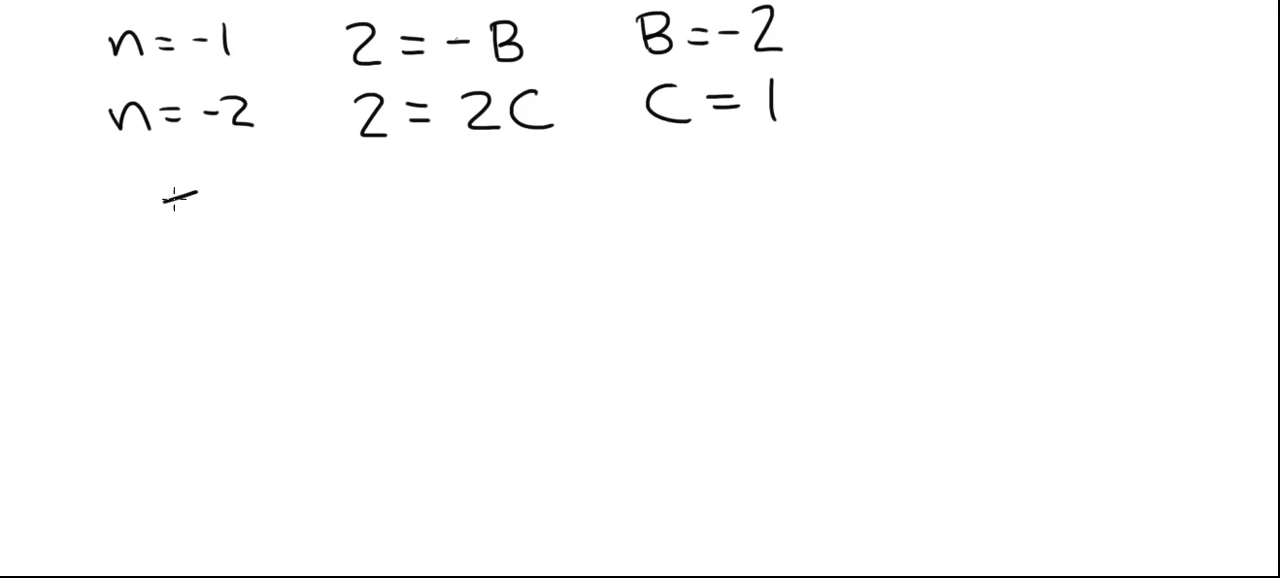 n = -1 2 = - B B = -2
n = -2 2 = 2C C = 1